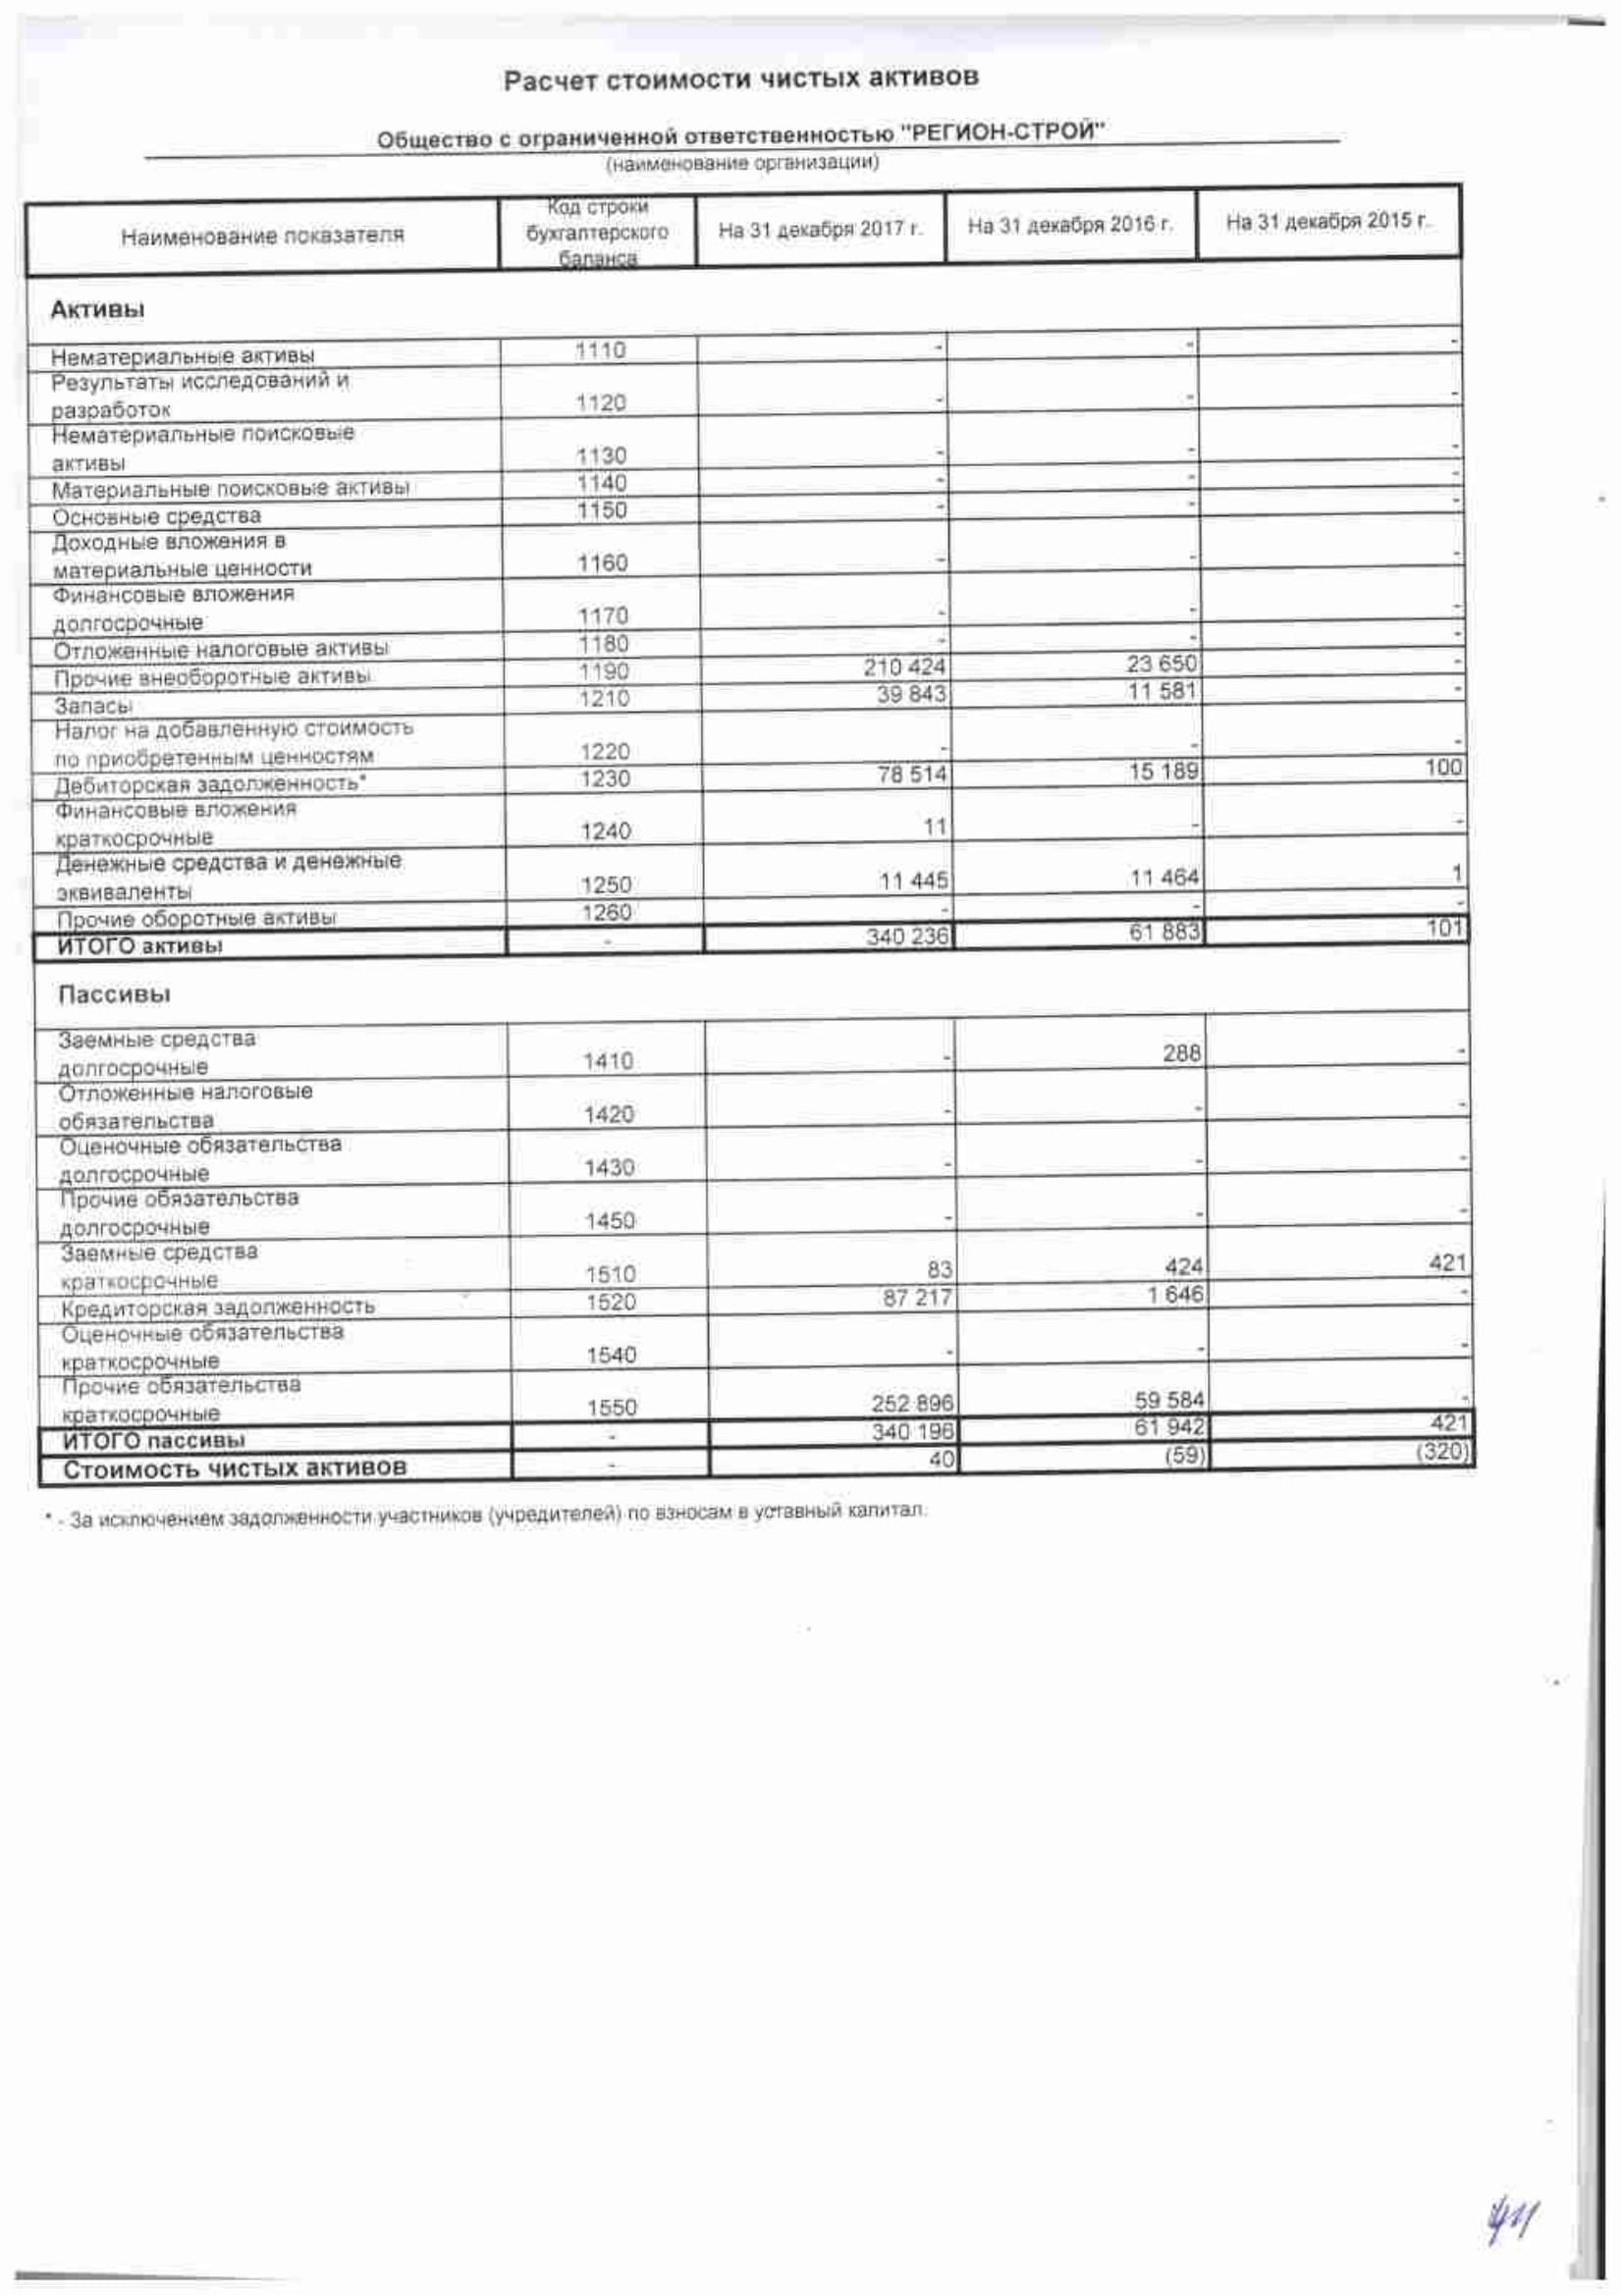 Расчет стоимости чистых активов
Общество с ограниченной ответственностью "РЕГИОН-СТРОЙ"
(наименование организации)
Наименование показателя
Код строки
бухгалтерского
баланса
На 31 декабря 2017 г.
На 31 декабря 2016 г.
На 31 декабря 2015 г.
Активы
Нематериальные активы 1110 - - -
Результаты исследований и
разработок 1120 - - -
Нематериальные поисковые
активы 1130 - - -
Материальные поисковые активы 1140 - - -
Основные средства 1150 - - -
Доходные вложения в
материальные ценности 1160 - - -
Финансовые вложения
долгосрочные 1170 - - -
Отложенные налоговые активы 1180 - - -
Прочие внеоборотные активы 1190 210 424 23 650 -
Запасы 1210 39 843 11 581 -
Налог на добавленную стоимость
по приобретенным ценностям 1220 - - -
Дебиторская задолженность* 1230 78 514 15 189 100
Финансовые вложения
краткосрочные 1240 11 - -
Денежные средства и денежные
эквиваленты 1250 11 445 11 464 1
Прочие оборотные активы 1260 - - -
ИТОГО активы - 340 236 61 883 101
Пассивы
Заемные средства
долгосрочные 1410 - 288 -
Отложенные налоговые
обязательства 1420 - - -
Оценочные обязательства
долгосрочные 1430 - - -
Прочие обязательства
долгосрочные 1450 - - -
Заемные средства
краткосрочные 1510 83 424 421
Кредиторская задолженность 1520 87 217 1 646 -
Оценочные обязательства
краткосрочные 1540 - - -
Прочие обязательства
краткосрочные 1550 252 896 59 584 -
ИТОГО пассивы - 340 196 61 942 421
Стоимость чистых активов - 40 (59) (320)
* - За исключением задолженности участников (учредителей) по взносам в уставный капитал.